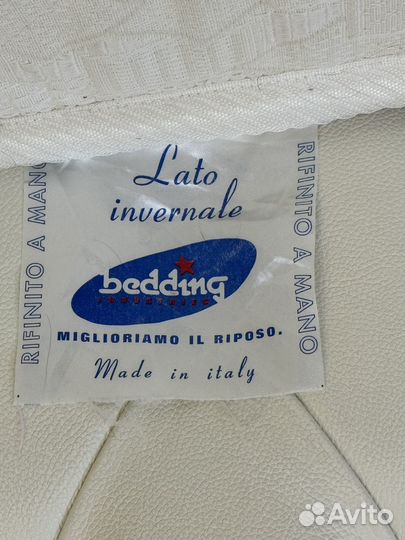 Lato
invernale
RIFINITO A MANO
RIFINITO A MANO
bedding
MIGLIORIAMO IL RIPOSO.
Made in italy
Avito